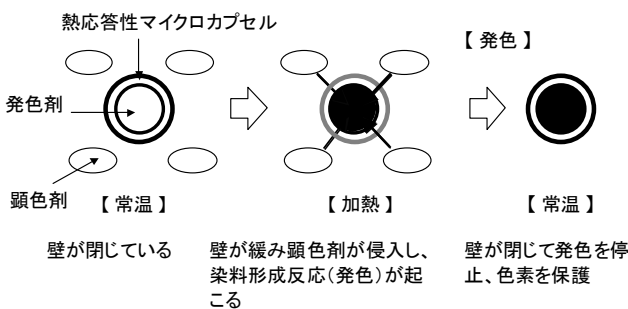 熱応答性マイクロカプセル
【 発色 】
発色剤
顕色剤
【 常温 】
【 加熱 】
【 常温 】
壁が閉じている
壁が緩み顕色剤が侵入し、
染料形成反応(発色)が起
こる
壁が閉じて発色を停
止、色素を保護